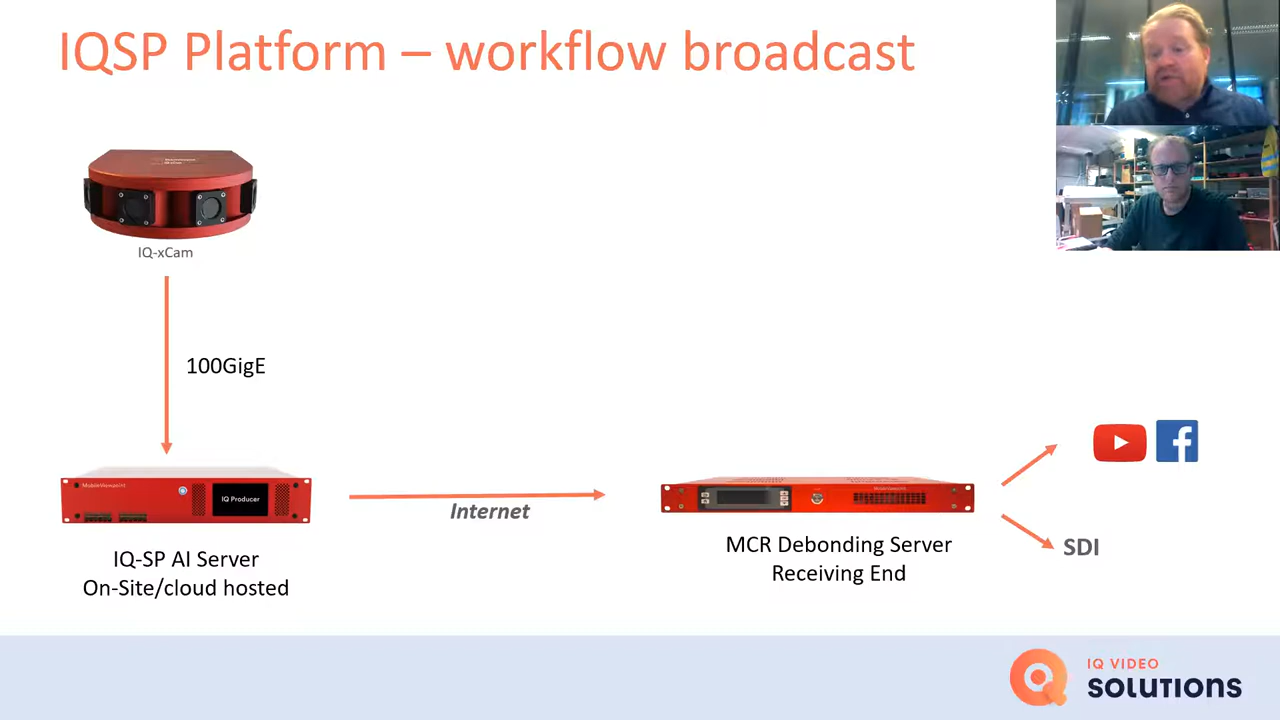 IQSP Platform – workflow broadcast
IQ-xCam
100GigE
MobileViewpoint
IQ Producer
Internet
IQ-SP AI Server
On-Site/cloud hosted
MCR Debonding Server
Receiving End
SDI
IQ VIDEO
SOLUTIONS